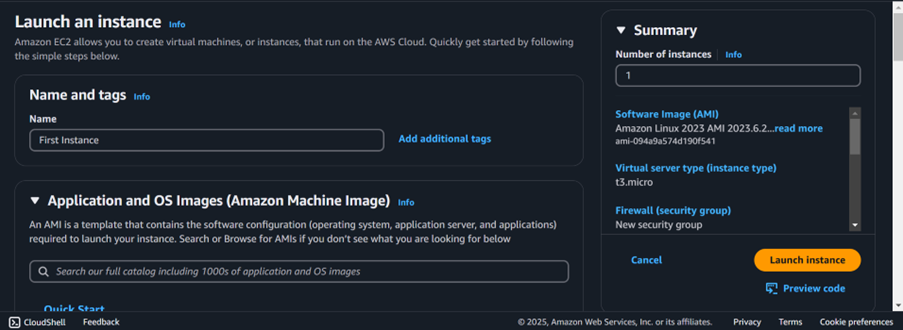 Launch an instance Info
Amazon EC2 allows you to create virtual machines, or instances, that run on the AWS Cloud. Quickly get started by following
the simple steps below.
Name and tags Info
Name
First Instance
Add additional tags
Application and OS Images (Amazon Machine Image) Info
An AMI is a template that contains the software configuration (operating system, application server, and applications)
required to launch your instance. Search or Browse for AMIs if you don't see what you are looking for below
Search our full catalog including 1000s of application and OS images
Quick Start
Summary
Number of instances Info
1
Software Image (AMI)
Amazon Linux 2023 AMI 2023.6.2...read more
ami-094a9a574d190f541
Virtual server type (instance type)
t3.micro
Firewall (security group)
New security group
Cancel
Launch instance
Preview code
CloudShell Feedback © 2025, Amazon Web Services, Inc. or its affiliates. Privacy Terms Cookie preferences